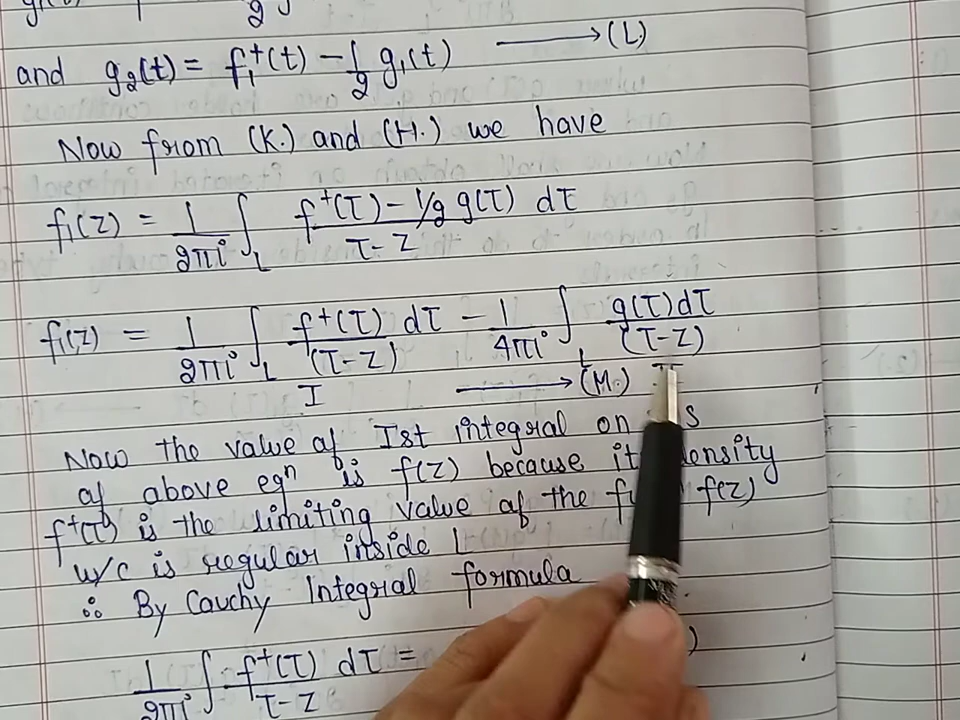 and g₂(t) = f₁⁺(t) - 1/2 g₁(t) ⟶ (L.)
Now from (K.) and (H.) we have
f₁(z) = 1/2πi ∫_L f⁺(τ) - 1/2 g(τ) dτ / τ - z
f₁(z) = 1/2πi ∫_L f⁺(τ) dτ / (τ - z) - 1/4πi ∫_L g(τ) dτ / (τ - z)
I ⟶ (M.)
Now the value of Ist integral on s
of above eqⁿ is f(z) because its density
f⁺(τ) is the limiting value of the f(z)
w/c is regular inside L
∴ By Cauchy Integrial formula
1/2πi ∫ f⁺(τ) dτ / τ - z =